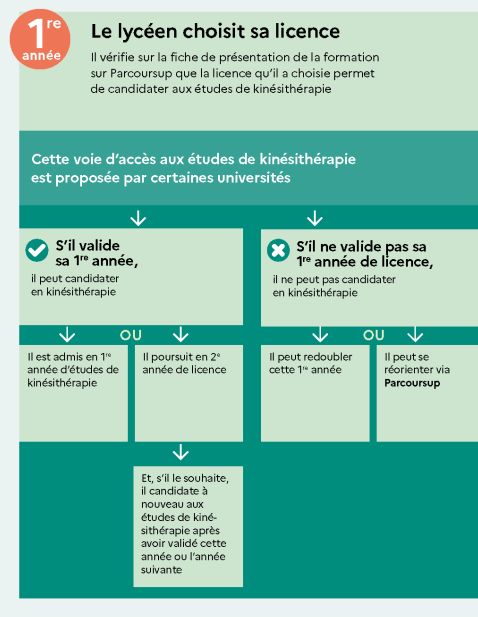 1re
année
Le lycéen choisit sa licence
Il vérifie sur la fiche de présentation de la formation
sur Parcoursup que la licence qu'il a choisie permet
de candidater aux études de kinésithérapie
Cette voie d'accès aux études de kinésithérapie
est proposée par certaines universités
S'il valide
sa 1re année,
il peut candidater
en kinésithérapie
S'il ne valide pas sa
1re année de licence,
il ne peut pas candidater
en kinésithérapie
OU
OU
Il est admis en 1re
année d'études de
kinésithérapie
Il poursuit en 2e
année de licence
Il peut redoubler
cette 1re année
Il peut se
réorienter via
Parcoursup
Et, s'il le souhaite,
il candidate à
nouveau aux
études de kiné-
sithérapie après
avoir validé cette
année ou l'année
suivante